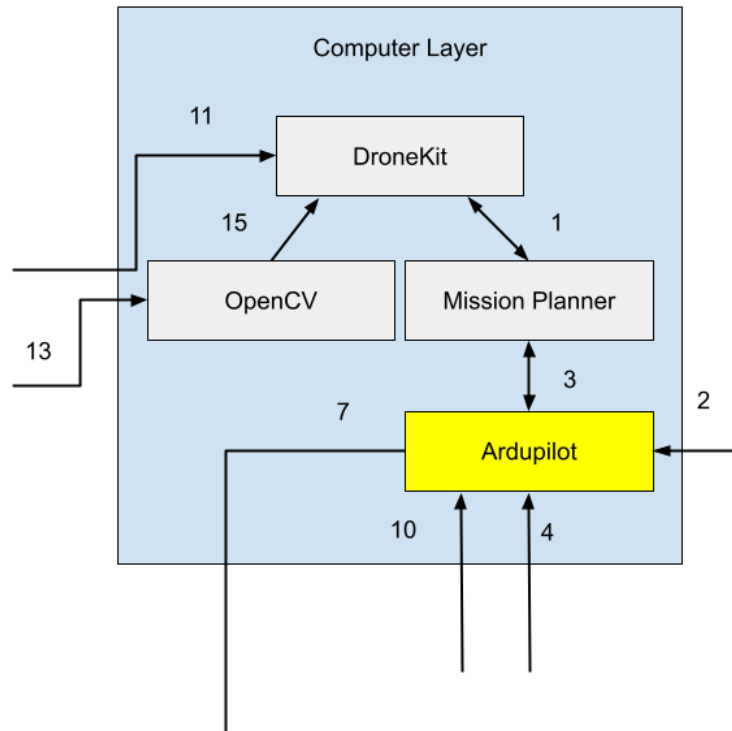 Computer Layer
11
DroneKit
15
1
OpenCV
Mission Planner
13
3
7
2
Ardupilot
10
4